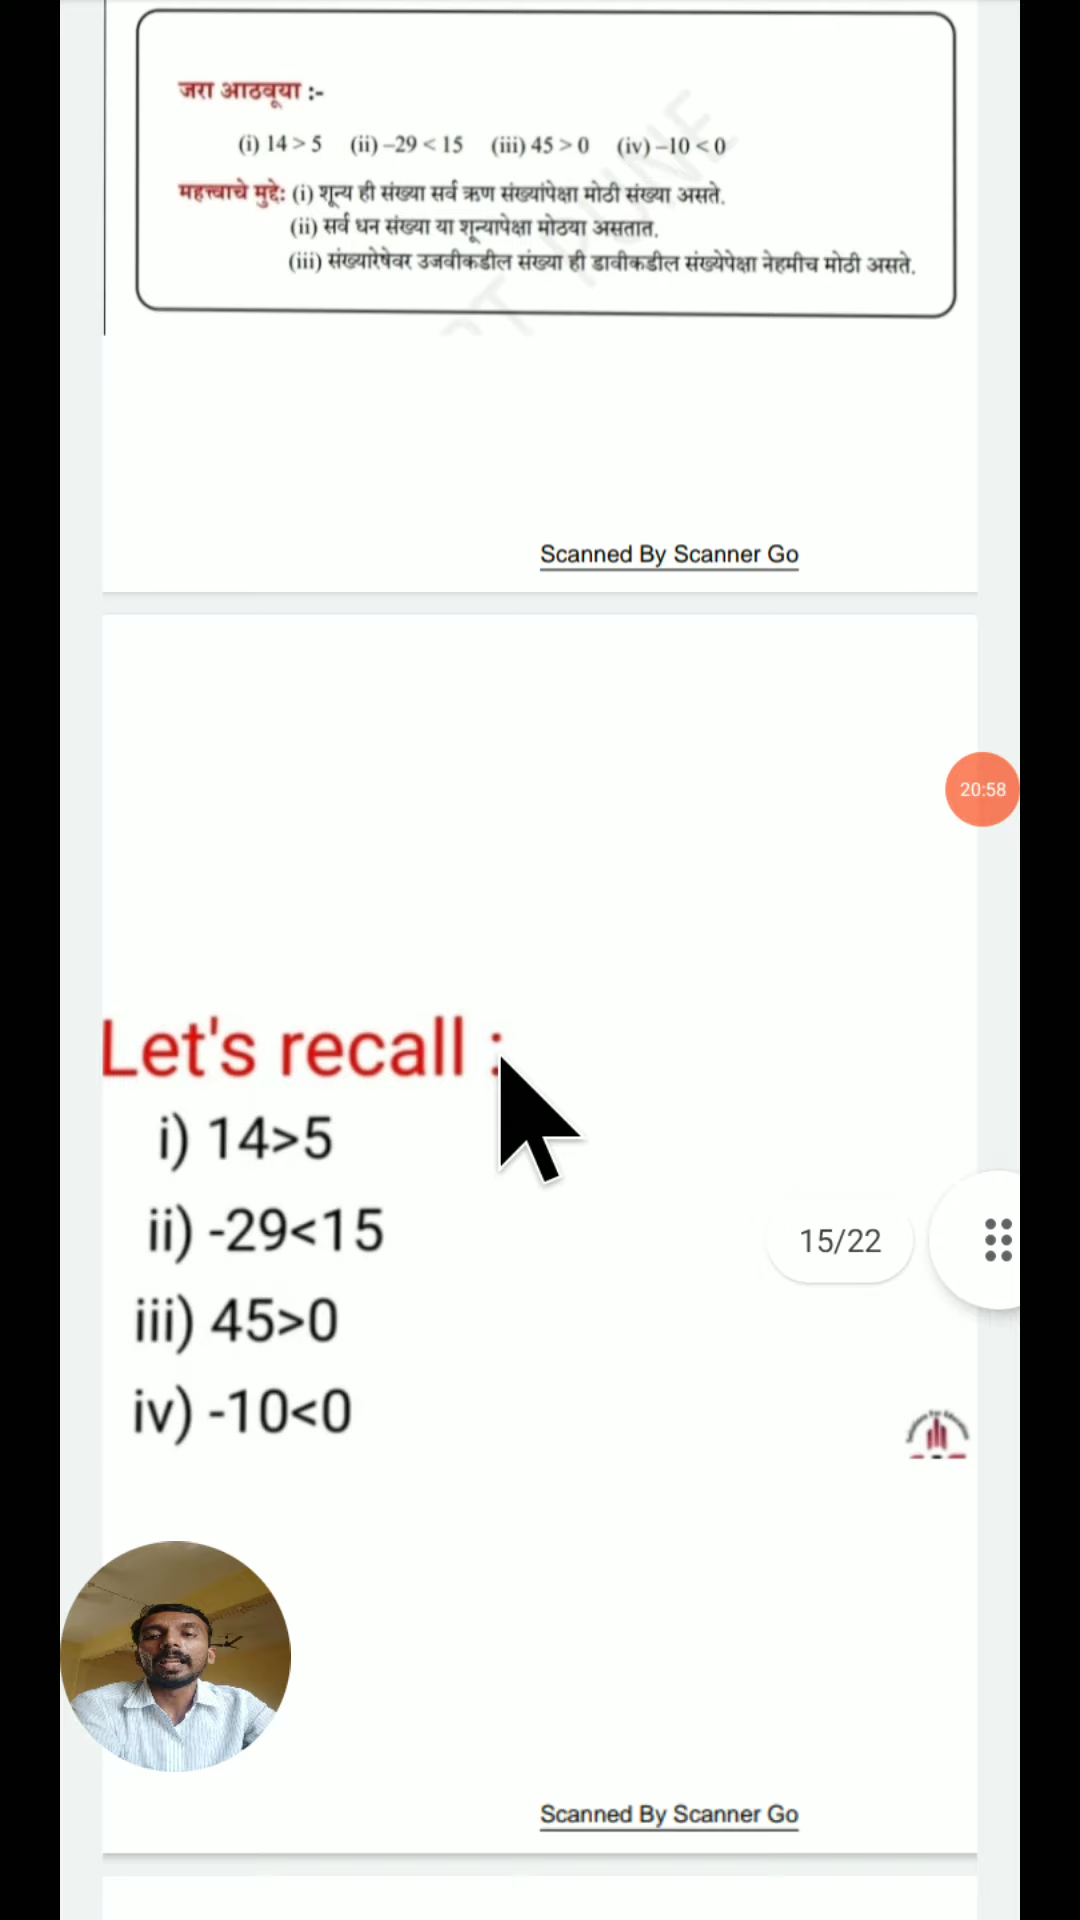 जरा आठवूया :-
(i) 14 > 5 (ii) –29 < 15 (iii) 45 > 0 (iv) –10 < 0
महत्त्वाचे मुद्दे: (i) शून्य ही संख्या सर्व ऋण संख्यांपेक्षा मोठी संख्या असते.
(ii) सर्व धन संख्या या शून्यापेक्षा मोठया असतात.
(iii) संख्यारेषेवर उजवीकडील संख्या ही डावीकडील संख्येपेक्षा नेहमीच मोठी असते.
Scanned By Scanner Go
20:58
Let's recall :
i) 14>5
ii) -29<15
15/22
iii) 45>0
iv) -10<0
Scanned By Scanner Go